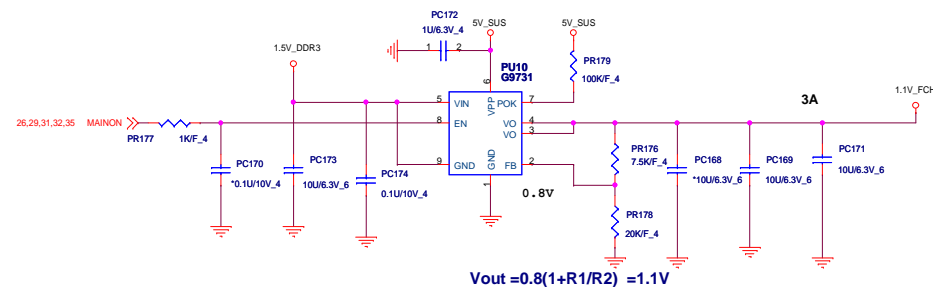 PC172
1U/6.3V_4
1
2
5V_SUS
5V_SUS
1.5V_DDR3
PU10
G9731
PR179
100K/F_4
3A
1.1V_FCH
26,29,31,32,35
MAINON
PR177
1K/F_4
5
8
9
6
7
4
3
2
1
VIN
EN
GND
VPP
GND
POK
VO
VO
FB
0.8V
PC170
*0.1U/10V_4
PC173
10U/6.3V_6
PC174
0.1U/10V_4
PR176
7.5K/F_4
PR178
20K/F_4
PC168
*10U/6.3V_6
PC169
10U/6.3V_6
PC171
10U/6.3V_6
Vout =0.8(1+R1/R2) =1.1V